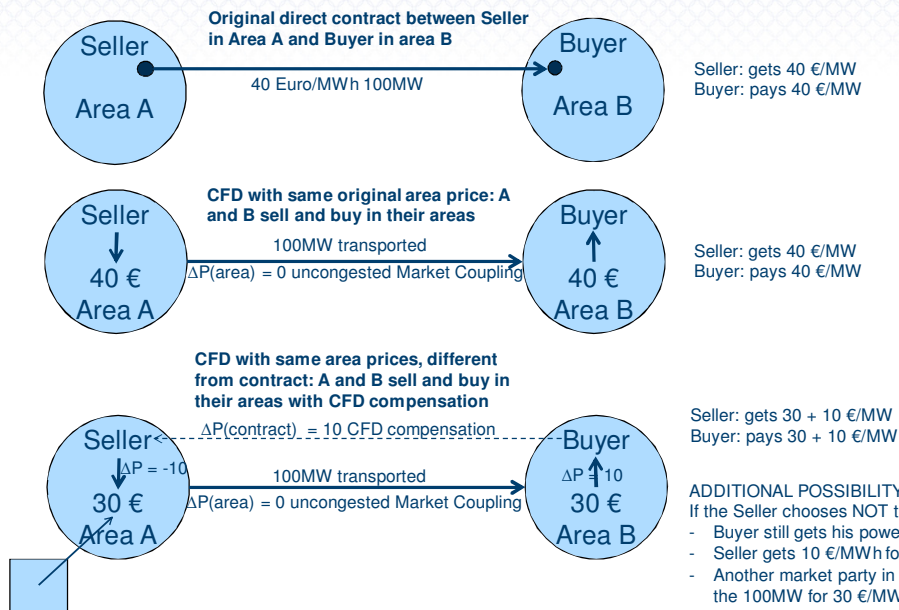 Original direct contract between Seller
in Area A and Buyer in area B
Seller
Area A
40 Euro/MWh 100MW
Buyer
Area B
Seller: gets 40 €/MW
Buyer: pays 40 €/MW
CFD with same original area price: A
and B sell and buy in their areas
Seller
40 €
Area A
100MW transported
ΔP(area) = 0 uncongested Market Coupling
Buyer
40 €
Area B
Seller: gets 40 €/MW
Buyer: pays 40 €/MW
CFD with same area prices, different
from contract: A and B sell and buy in
their areas with CFD compensation
ΔP(contract) = 10 CFD compensation
Seller
ΔP = -10
30 €
Area A
100MW transported
ΔP(area) = 0 uncongested Market Coupling
Buyer
ΔP = 10
30 €
Area B
Seller: gets 30 + 10 €/MW
Buyer: pays 30 + 10 €/MW
ADDITIONAL POSSIBILITY
If the Seller chooses NOT t
- Buyer still gets his powe
- Seller gets 10 €/MWh fo
- Another market party in
the 100MW for 30 €/MW